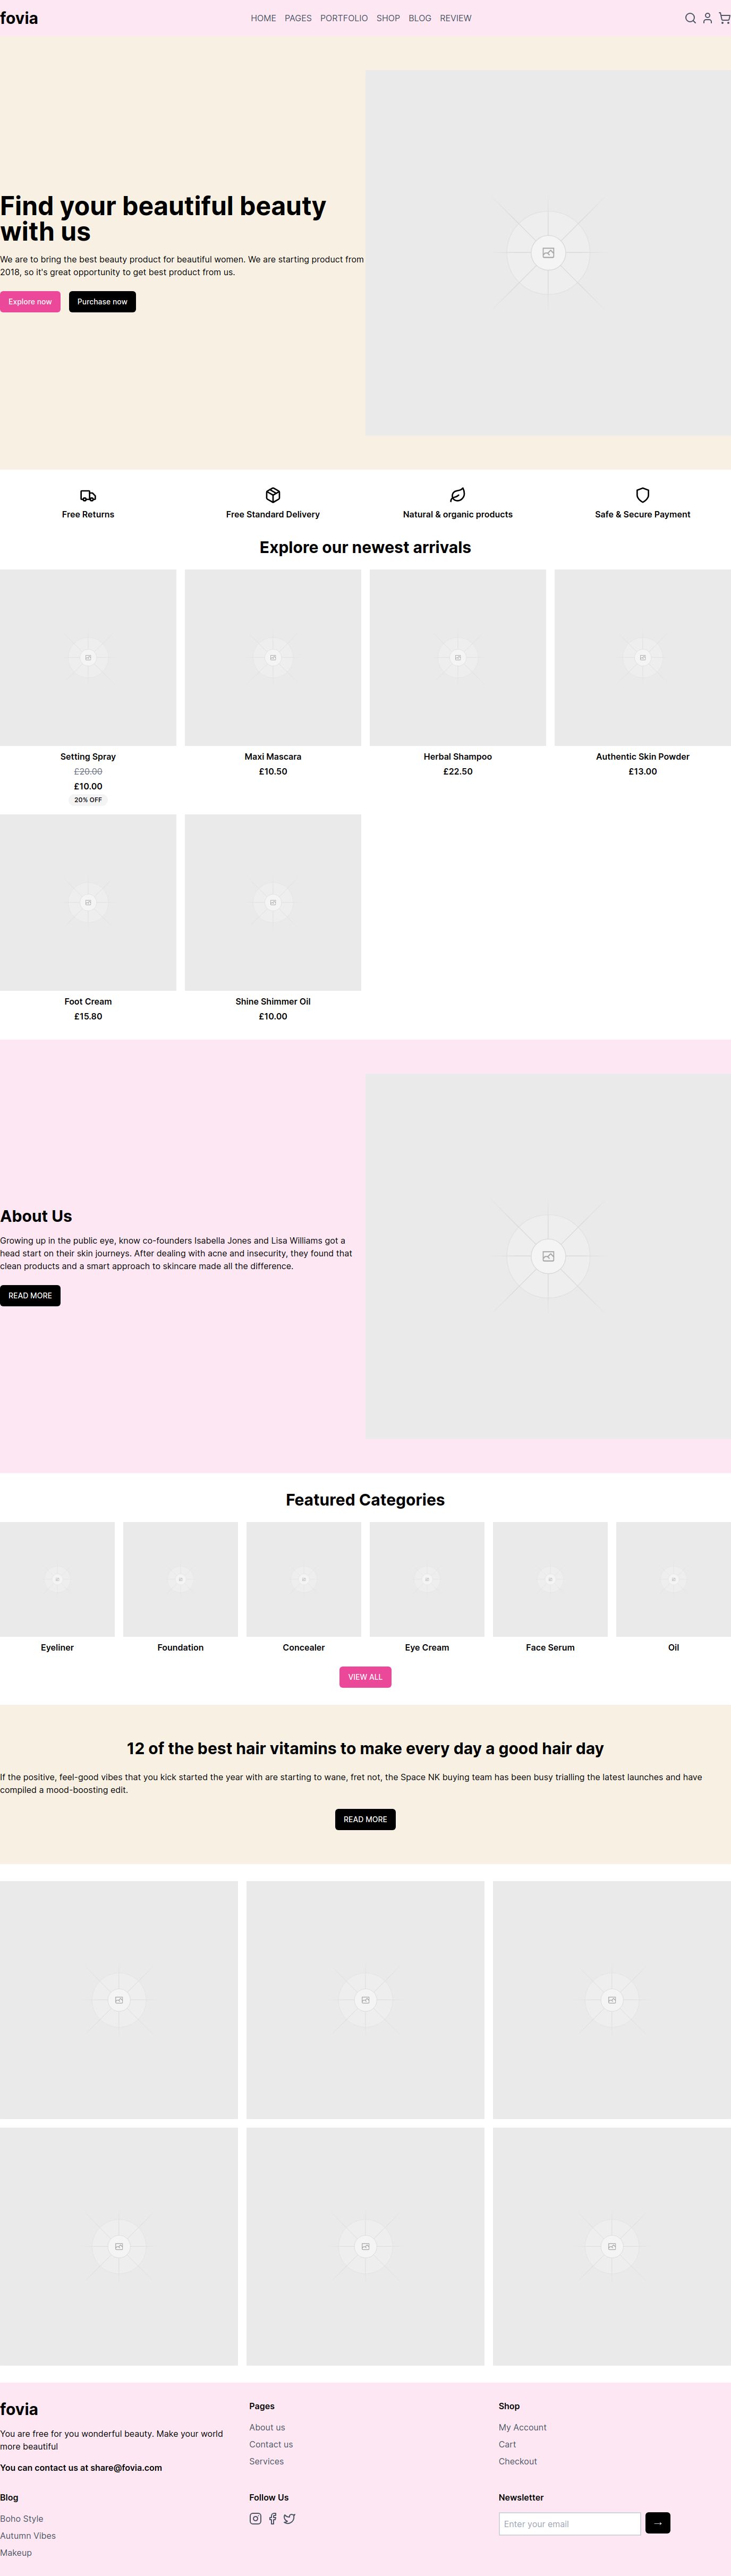 fovia
HOME PAGES PORTFOLIO SHOP BLOG REVIEW
Find your beautiful beauty
with us
We are to bring the best beauty product for beautiful women. We are starting product from
2018, so it's great opportunity to get best product from us.
Explore now
Purchase now
Free Returns
Free Standard Delivery
Natural & organic products
Safe & Secure Payment
Explore our newest arrivals
Setting Spray
£20.00
£10.00
20% OFF
Maxi Mascara
£10.50
Herbal Shampoo
£22.50
Authentic Skin Powder
£13.00
Foot Cream
£15.80
Shine Shimmer Oil
£10.00
About Us
Growing up in the public eye, know co-founders Isabella Jones and Lisa Williams got a
head start on their skin journeys. After dealing with acne and insecurity, they found that
clean products and a smart approach to skincare made all the difference.
READ MORE
Featured Categories
Eyeliner
Foundation
Concealer
Eye Cream
Face Serum
Oil
VIEW ALL
12 of the best hair vitamins to make every day a good hair day
If the positive, feel-good vibes that you kick started the year with are starting to wane, fret not, the Space NK buying team has been busy trialling the latest launches and have
compiled a mood-boosting edit.
READ MORE
fovia
You are free for you wonderful beauty. Make your world
more beautiful
You can contact us at share@fovia.com
Pages
About us
Contact us
Services
Shop
My Account
Cart
Checkout
Blog
Boho Style
Autumn Vibes
Makeup
Follow Us
Newsletter
Enter your email
→